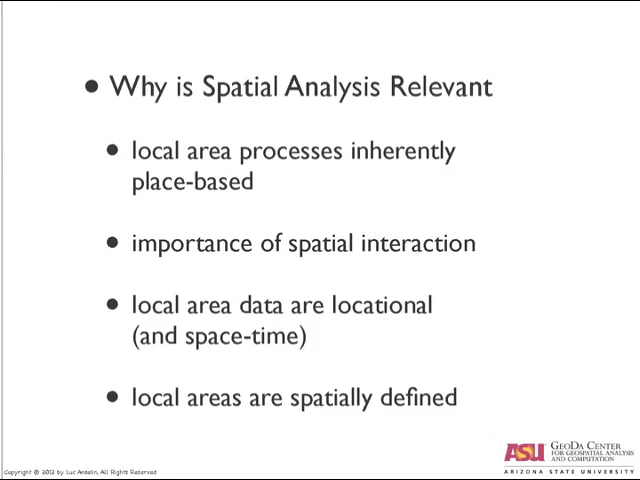 • Why is Spatial Analysis Relevant
• local area processes inherently
place-based
• importance of spatial interaction
• local area data are locational
(and space-time)
• local areas are spatially defined
Copyright © 2012 by Luc Anselin, All Rights Reserved
ASU GEODA CENTER
FOR GEOSPATIAL ANALYSIS
AND COMPUTATION
ARIZONA STATE UNIVERSITY